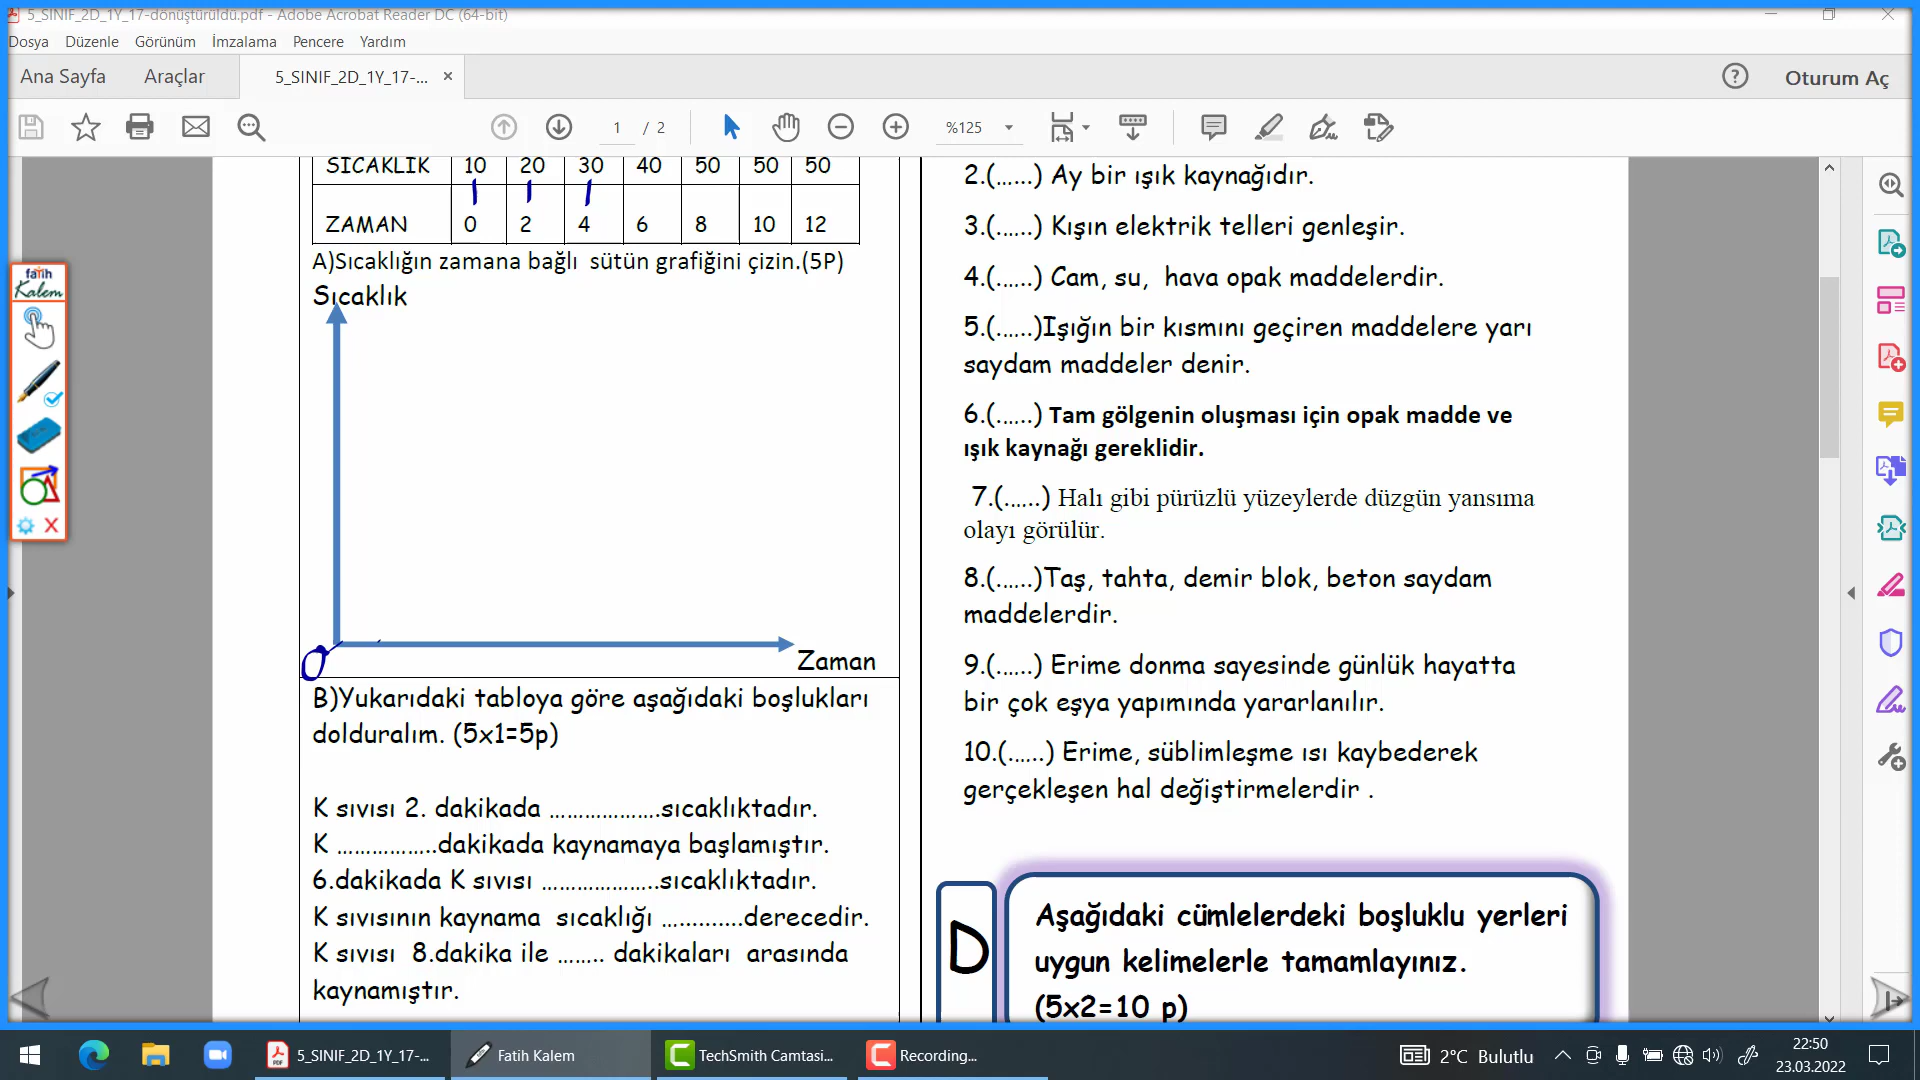 5_SINIF_2D_1Y_17-dönüştürüldü.pdf - Adobe Acrobat Reader DC (64-bit)
Dosya Düzenle Görünüm İmzalama Pencere Yardım
Ana Sayfa Araçlar 5_SINIF_2D_1Y_17-... × ? Oturum Aç
1 / 2 %125
SICAKLIK 10 20 30 40 50 50 50
ZAMAN 0 2 4 6 8 10 12
A)Sıcaklığın zamana bağlı sütün grafiğini çizin.(5P)
Sıcaklık
0
Zaman
B)Yukarıdaki tabloya göre aşağıdaki boşlukları
dolduralım. (5x1=5p)
K sıvısı 2. dakikada ……………….sıcaklıktadır.
K ……………..dakikada kaynamaya başlamıştır.
6.dakikada K sıvısı ………………..sıcaklıktadır.
K sıvısının kaynama sıcaklığı ………...derecedir.
K sıvısı 8.dakika ile …….. dakikaları arasında
kaynamıştır.
2.(……) Ay bir ışık kaynağıdır.
3.(……) Kışın elektrik telleri genleşir.
4.(……) Cam, su, hava opak maddelerdir.
5.(……)Işığın bir kısmını geçiren maddelere yarı
saydam maddeler denir.
6.(……) Tam gölgenin oluşması için opak madde ve
ışık kaynağı gereklidir.
7.(……) Halı gibi pürüzlü yüzeylerde düzgün yansıma
olayı görülür.
8.(……)Taş, tahta, demir blok, beton saydam
maddelerdir.
9.(……) Erime donma sayesinde günlük hayatta
bir çok eşya yapımında yararlanılır.
10.(……) Erime, süblimleşme ısı kaybederek
gerçekleşen hal değiştirmelerdir .
D
Aşağıdaki cümlelerdeki boşluklu yerleri
uygun kelimelerle tamamlayınız.
(5x2=10 p)
fatih
Kalem
5_SINIF_2D_1Y_17-... Fatih Kalem TechSmith Camtasi... Recording... 2°C Bulutlu 22:50
23.03.2022